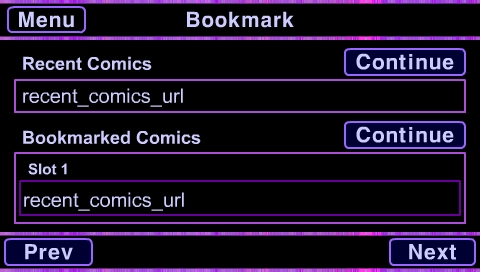 Menu
Bookmark
Recent Comics
Continue
recent_comics_url
Bookmarked Comics
Continue
Slot 1
recent_comics_url
Prev
Next